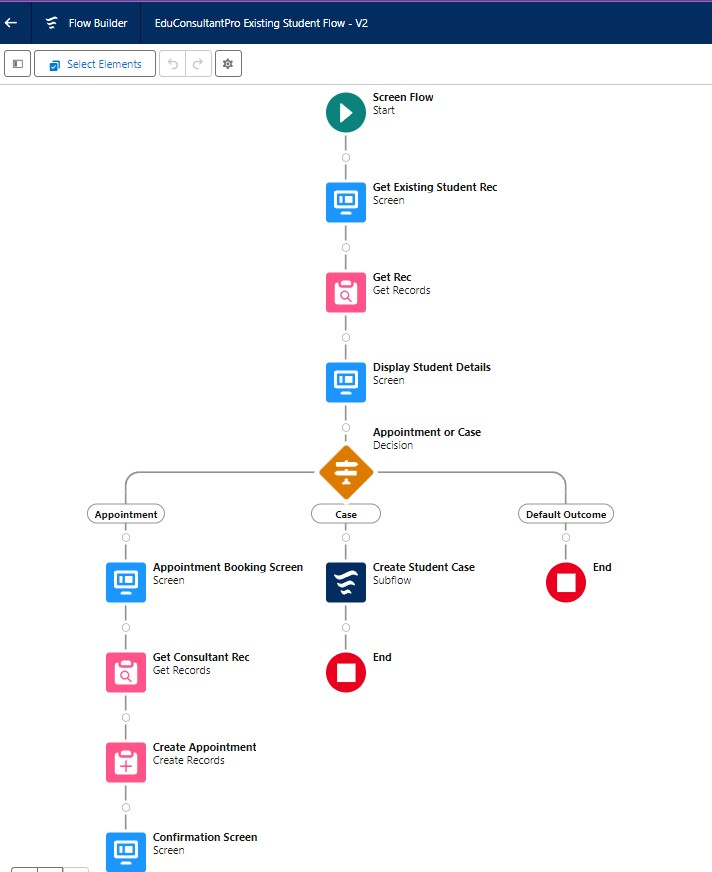 Flow Builder
EduConsultantPro Existing Student Flow - V2
Select Elements
Screen Flow
Start
Get Existing Student Rec
Screen
Get Rec
Get Records
Display Student Details
Screen
Appointment or Case
Decision
Appointment
Case
Default Outcome
Appointment Booking Screen
Screen
Create Student Case
Subflow
End
Get Consultant Rec
Get Records
End
Create Appointment
Create Records
Confirmation Screen
Screen